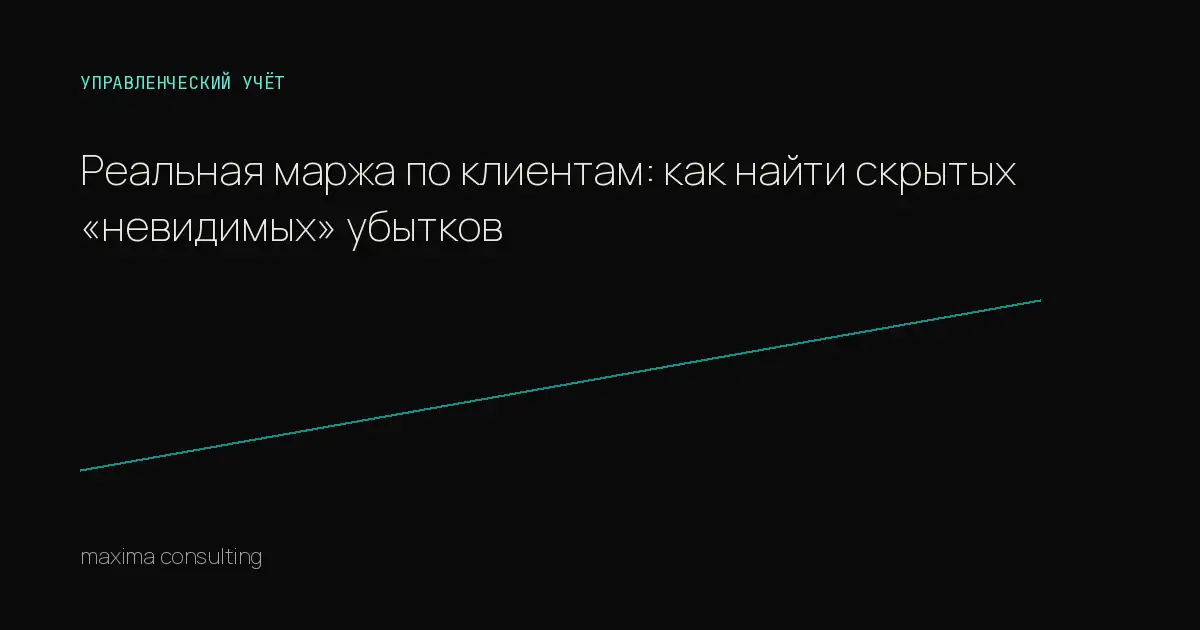 УПРАВЛЕНЧЕСКИЙ УЧЁТ
Реальная маржа по клиентам: как найти скрытых
«невидимых» убытков
maxima consulting